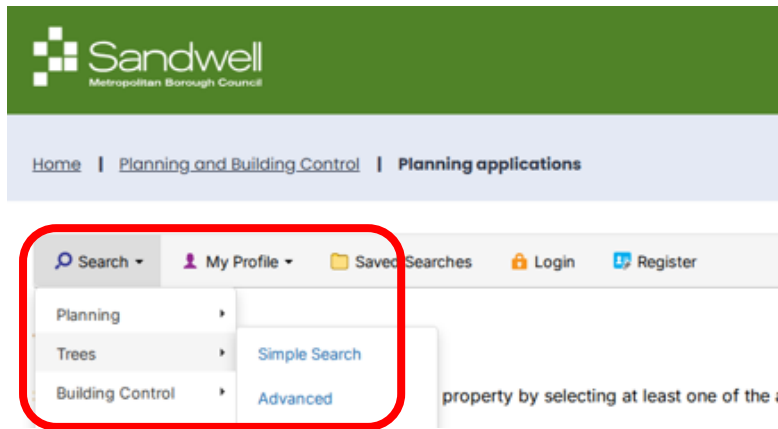 Sandwell
Metropolitan Borough Council
Home | Planning and Building Control | Planning applications
Search My Profile Saved Searches Login Register
Planning
Trees Simple Search
Building Control Advanced property by selecting at least one of the a